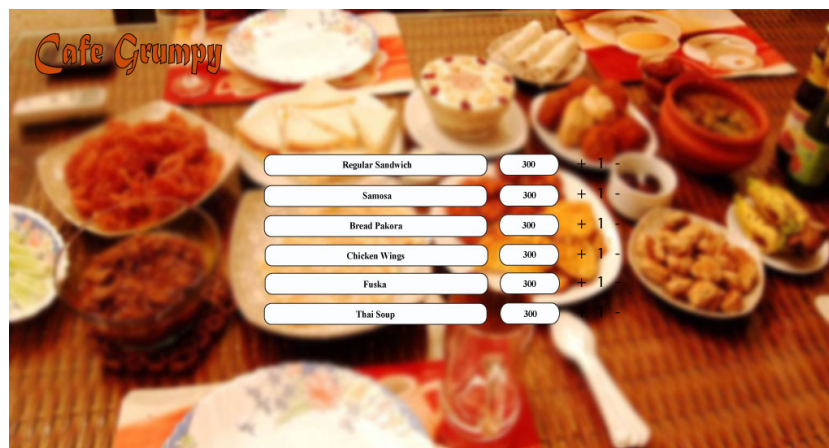 Cafe Grumpy
Regular Sandwich 300 + 1 -
Samosa 300 + 1 -
Bread Pakora 300 + 1 -
Chicken Wings 300 + 1 -
Fuska 300 + 1 -
Thai Soup 300 -